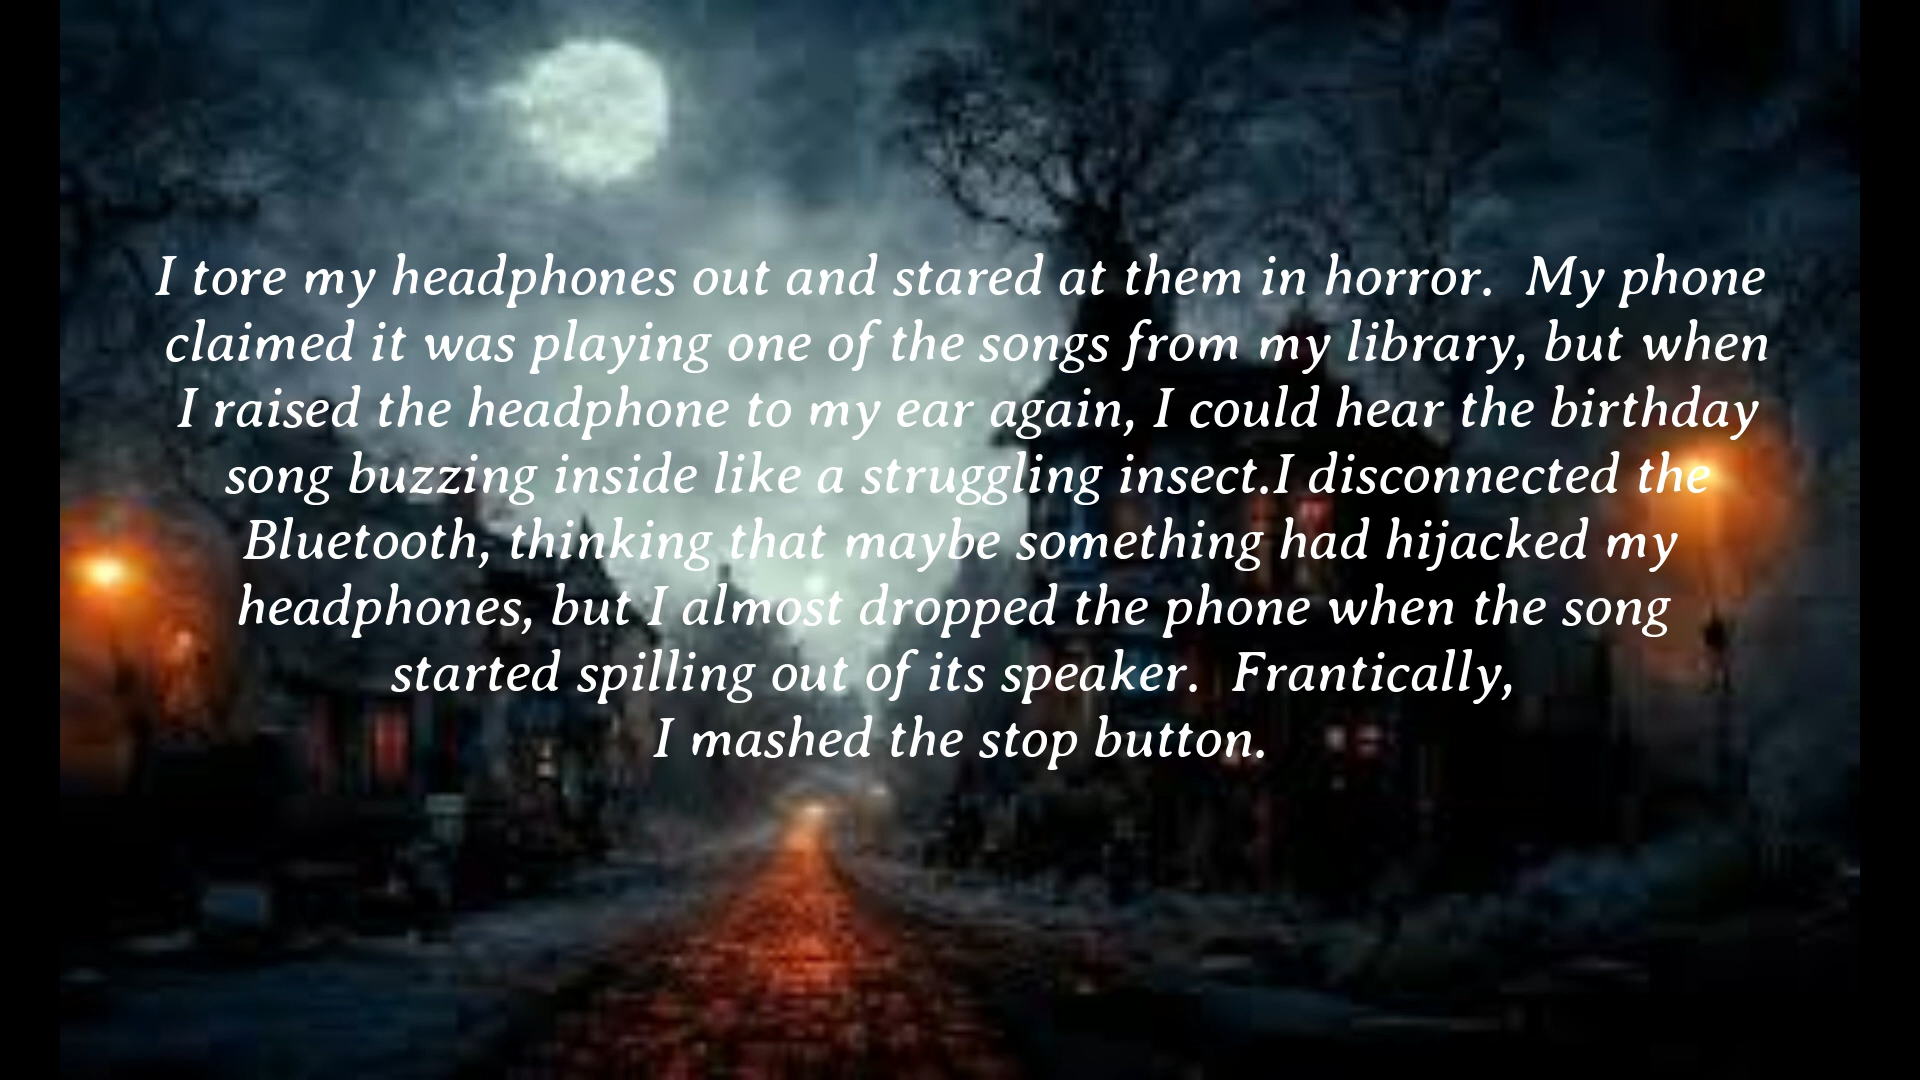 I tore my headphones out and stared at them in horror.  My phone
claimed it was playing one of the songs from my library, but when
I raised the headphone to my ear again, I could hear the birthday
song buzzing inside like a struggling insect.I disconnected the
Bluetooth, thinking that maybe something had hijacked my
headphones, but I almost dropped the phone when the song
started spilling out of its speaker.  Frantically,
I mashed the stop button.